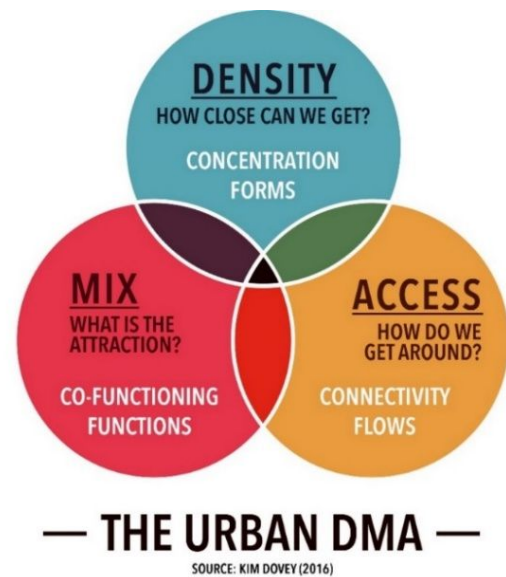 DENSITY
HOW CLOSE CAN WE GET?
CONCENTRATION
FORMS
MIX
WHAT IS THE
ATTRACTION?
CO-FUNCTIONING
FUNCTIONS
ACCESS
HOW DO WE
GET AROUND?
CONNECTIVITY
FLOWS
— THE URBAN DMA —
SOURCE: KIM DOVEY (2016)